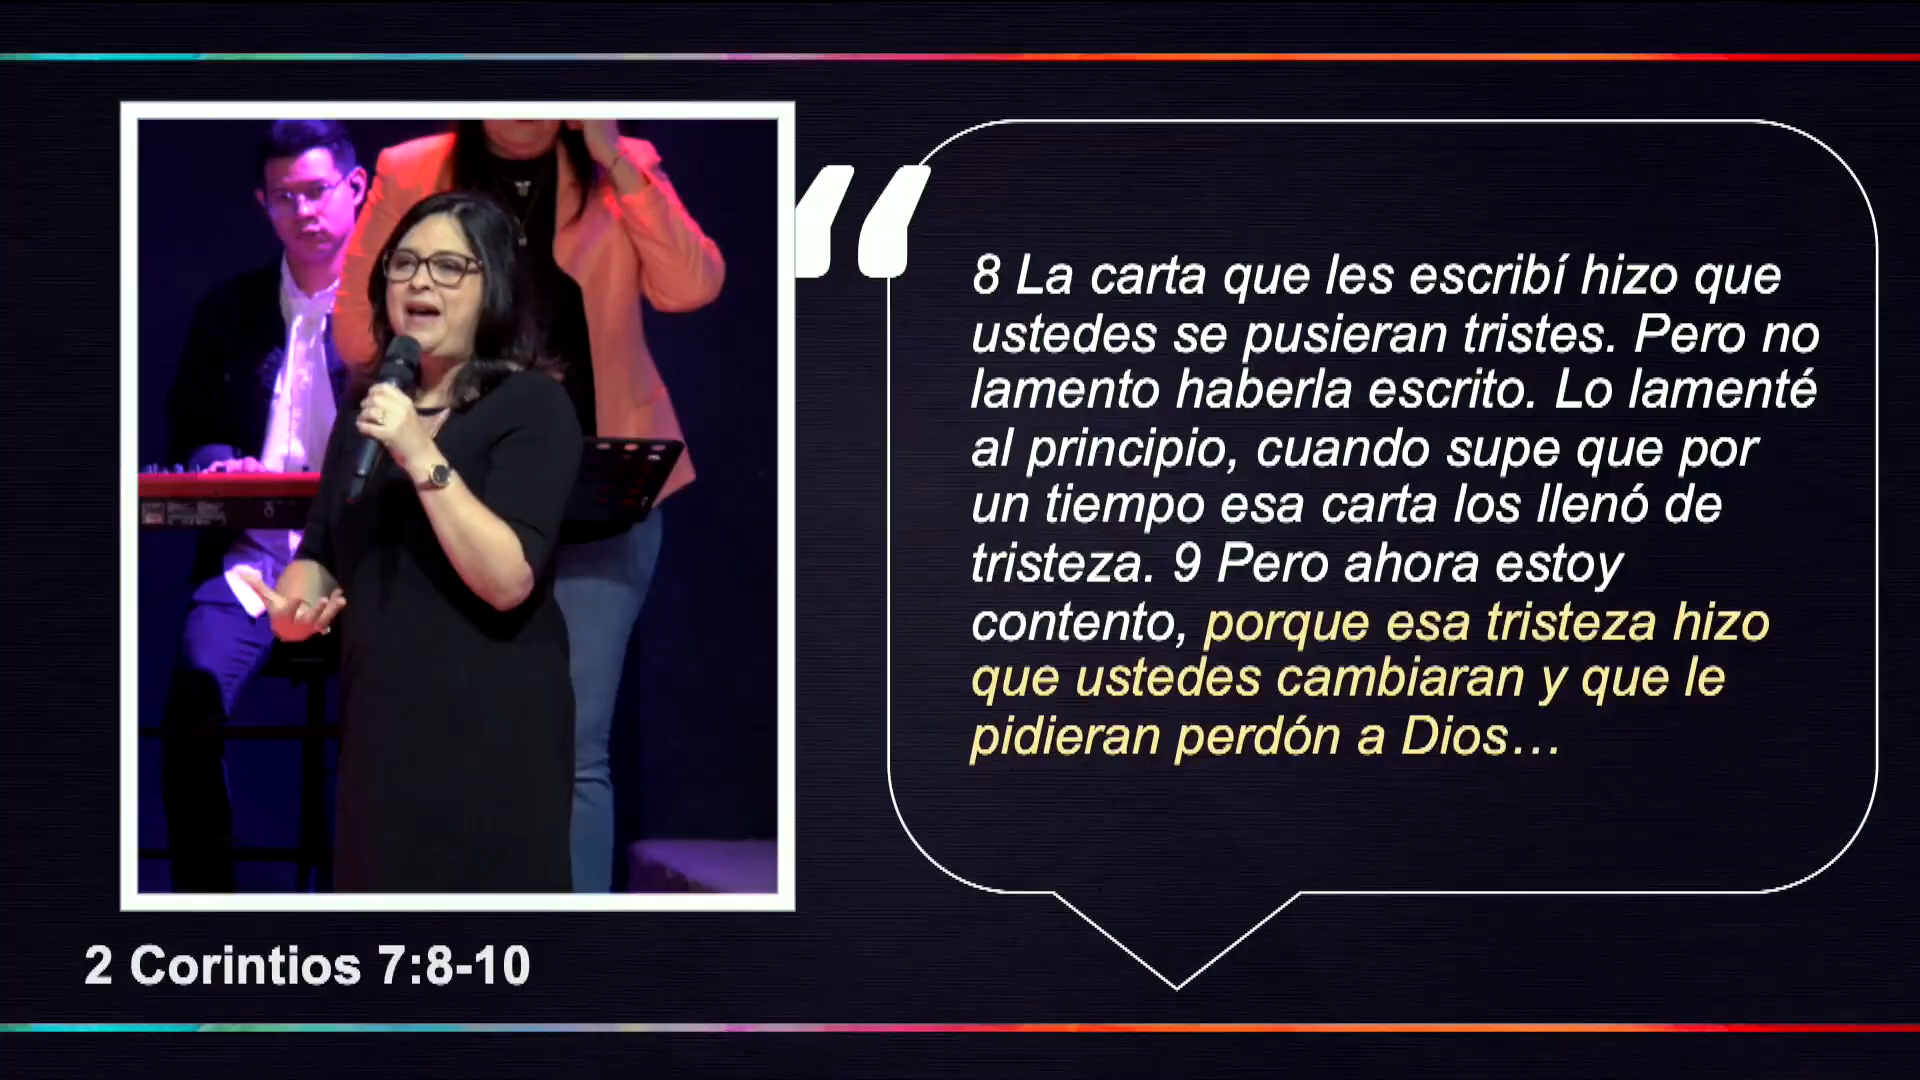 “
8 La carta que les escribí hizo que
ustedes se pusieran tristes. Pero no
lamento haberla escrito. Lo lamenté
al principio, cuando supe que por
un tiempo esa carta los llenó de
tristeza. 9 Pero ahora estoy
contento, porque esa tristeza hizo
que ustedes cambiaran y que le
pidieran perdón a Dios…
2 Corintios 7:8-10